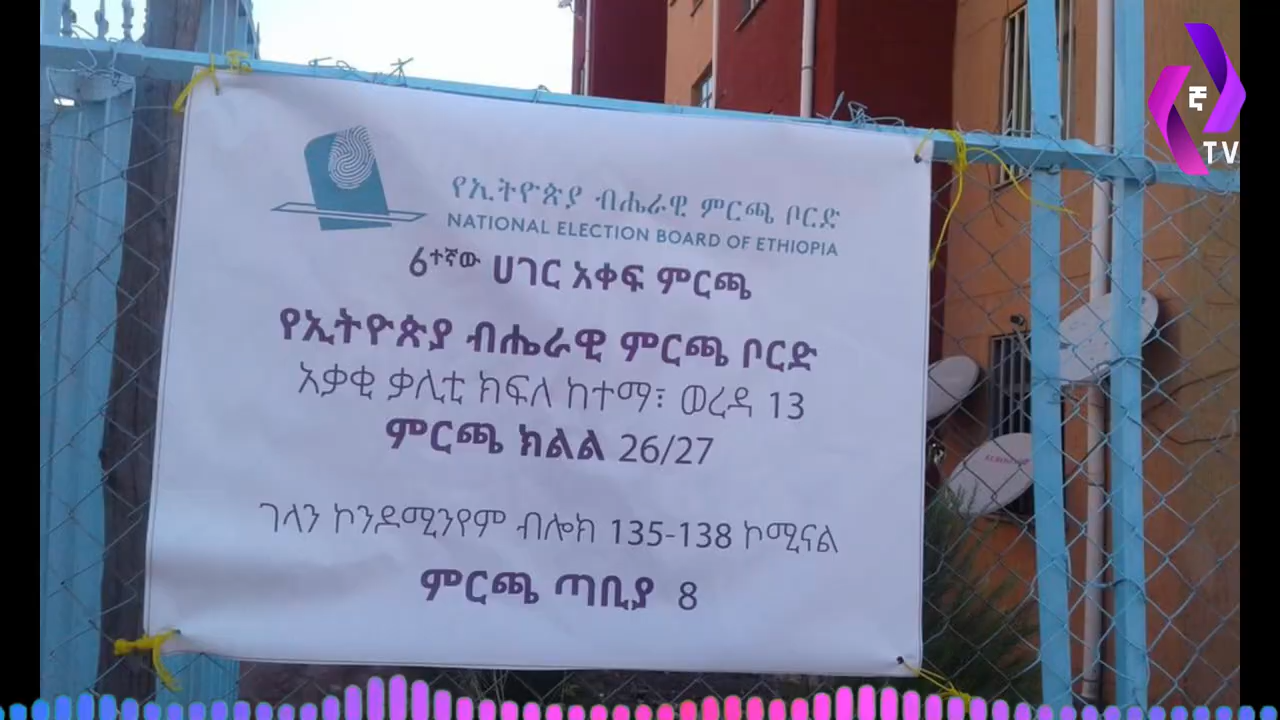 የኢትዮጵያ ብሔራዊ ምርጫ ቦርድ
NATIONAL ELECTION BOARD OF ETHIOPIA
6ተኛው ሀገር አቀፍ ምርጫ
የኢትዮጵያ ብሔራዊ ምርጫ ቦርድ
አቃቂ ቃሊቲ ክፍለ ከተማ፣ ወረዳ 13
ምርጫ ክልል 26/27
ገላን ኮንዶሚንየም ብሎክ 135-138 ኮሚናል
ምርጫ ጣቢያ 8
ኛ
TV